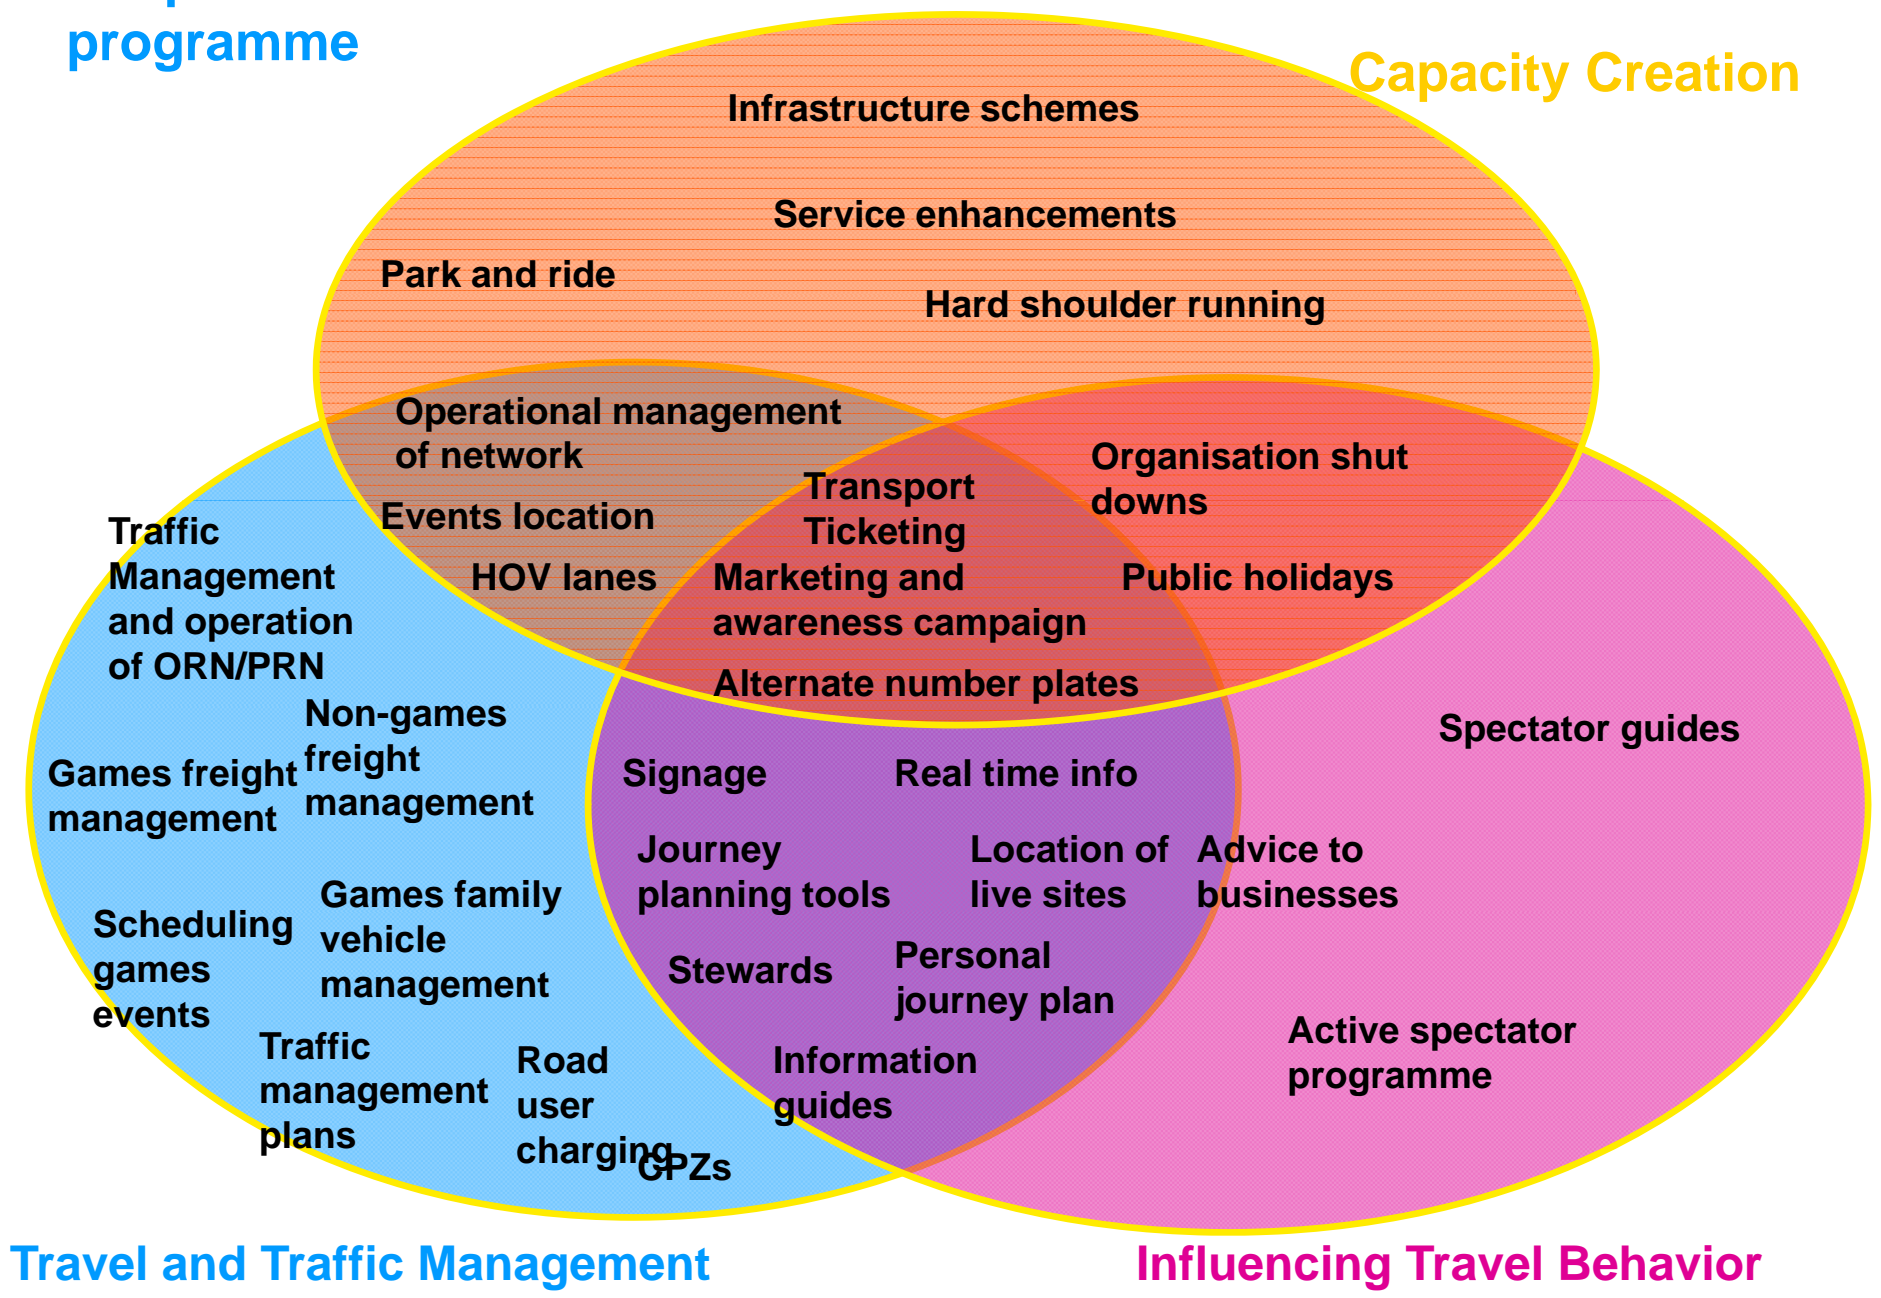 programme
Capacity Creation
Infrastructure schemes
Service enhancements
Park and ride
Hard shoulder running
Operational management
of network
Events location
HOV lanes
Transport
Ticketing
Marketing and
awareness campaign
Alternate number plates
Organisation shut
downs
Public holidays
Traffic
Management
and operation
of ORN/PRN
Non-games
freight
management
Games freight
management
Games family
vehicle
management
Scheduling
games
events
Traffic
management
plans
Road
user
charging
CPZs
Signage
Real time info
Journey
planning tools
Location of
live sites
Stewards
Personal
journey plan
Information
guides
Advice to
businesses
Spectator guides
Active spectator
programme
Travel and Traffic Management
Influencing Travel Behavior